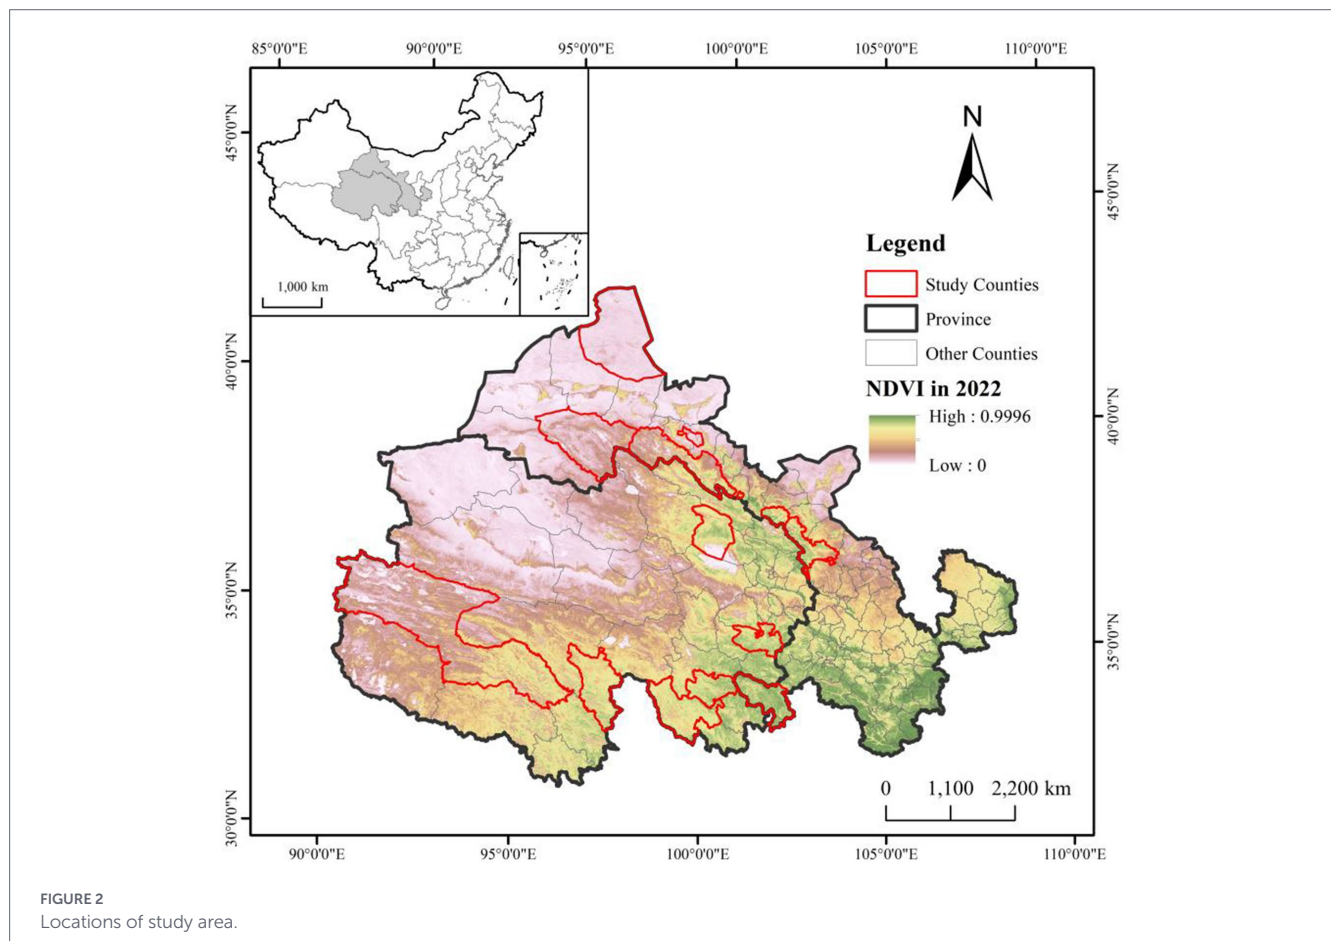 85°0'0"E 90°0'0"E 95°0'0"E 100°0'0"E 105°0'0"E 110°0'0"E
45°0'0"N
40°0'0"N
35°0'0"N
30°0'0"N
1,000 km
N
45°0'0"N
40°0'0"N
35°0'0"N
Legend
Study Counties
Province
Other Counties
NDVI in 2022
High : 0.9996
Low : 0
0 1,100 2,200 km
90°0'0"E 95°0'0"E 100°0'0"E 105°0'0"E 110°0'0"E
FIGURE 2
Locations of study area.